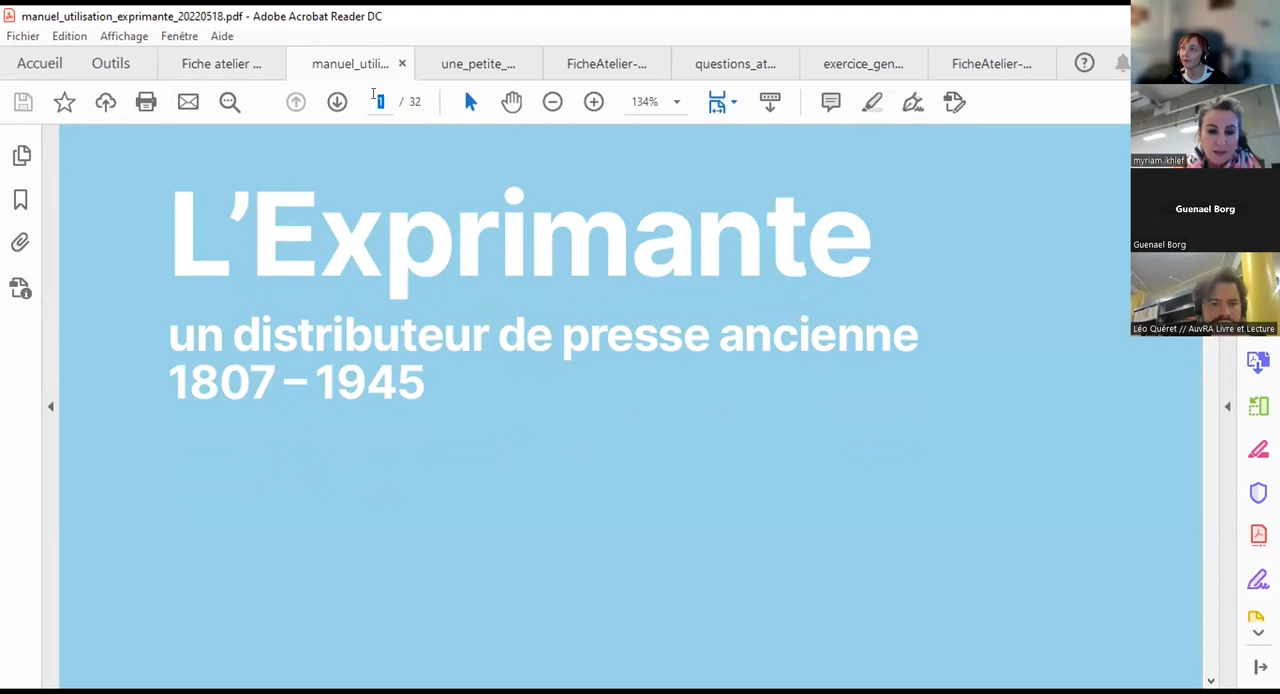 manuel_utilisation_exprimante_20220518.pdf - Adobe Acrobat Reader DC
Fichier Edition Affichage Fenêtre Aide
Accueil Outils Fiche atelier ... manuel_utili... × une_petite_... FicheAtelier-... questions_at... exercice_gen... FicheAtelier-...
1 / 32 134%
L'Exprimante
un distributeur de presse ancienne
1807 – 1945
myriam.ikhlef
Guenael Borg
Guenael Borg
Léo Quéret // AuvRA Livre et Lecture